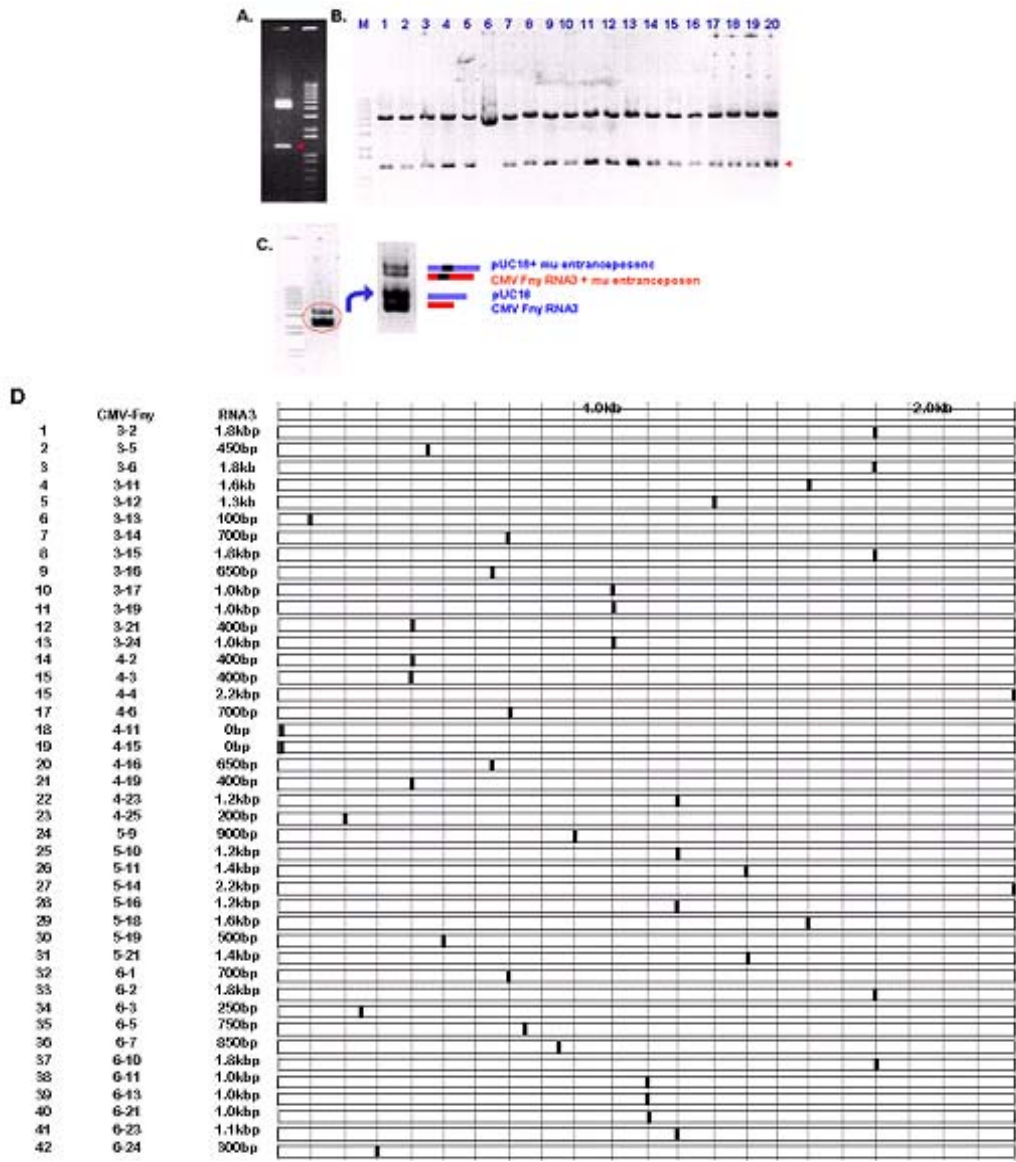 A.
B.
M 1 2 3 4 5 6 7 8 9 10 11 12 13 14 15 16 17 18 19 20
C.
pUC18+ mu entranceposonc
CMV Fny RNA3 + mu entranceposon
pUC18
CMV Fny RNA3
D
CMV-Fny RNA3 1.0kb 2.0kb
1 3-2 1.8kbp
2 3-5 450bp
3 3-6 1.8kb
4 3-11 1.6kb
5 3-12 1.3kb
6 3-13 100bp
7 3-14 700bp
8 3-15 1.8kbp
9 3-16 650bp
10 3-17 1.0kbp
11 3-19 1.0kbp
12 3-21 400bp
13 3-24 1.0kbp
14 4-2 400bp
15 4-3 400bp
15 4-4 2.2kbp
17 4-6 700bp
18 4-11 0bp
19 4-15 0bp
20 4-16 650bp
21 4-19 400bp
22 4-23 1.2kbp
23 4-25 200bp
24 5-9 900bp
25 5-10 1.2kbp
26 5-11 1.4kbp
27 5-14 2.2kbp
28 5-16 1.2kbp
29 5-18 1.6kbp
30 5-19 500bp
31 5-21 1.4kbp
32 6-1 700bp
33 6-2 1.8kbp
34 6-3 250bp
35 6-5 750bp
36 6-7 850bp
37 6-10 1.8kbp
38 6-11 1.0kbp
39 6-13 1.0kbp
40 6-21 1.0kbp
41 6-23 1.1kbp
42 6-24 300bp